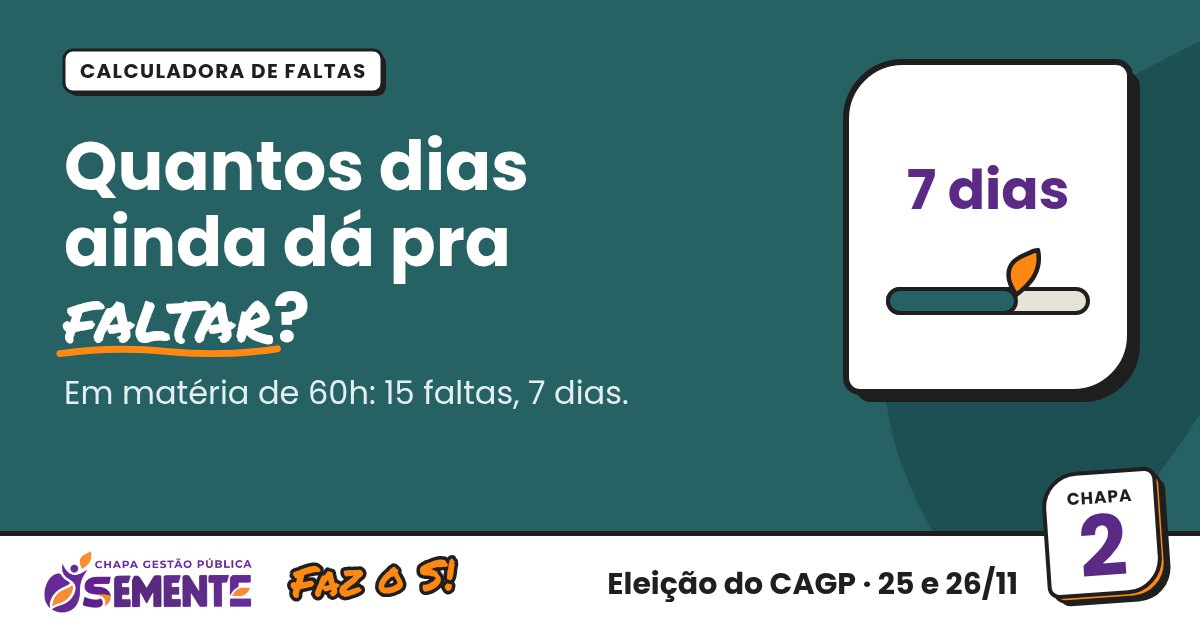 CALCULADORA DE FALTAS
Quantos dias
ainda dá pra
FALTAR?
Em matéria de 60h: 15 faltas, 7 dias.
7 dias
CHAPA
2
CHAPA GESTÃO PÚBLICA
SEMENTE
FAZ O S!
Eleição do CAGP · 25 e 26/11